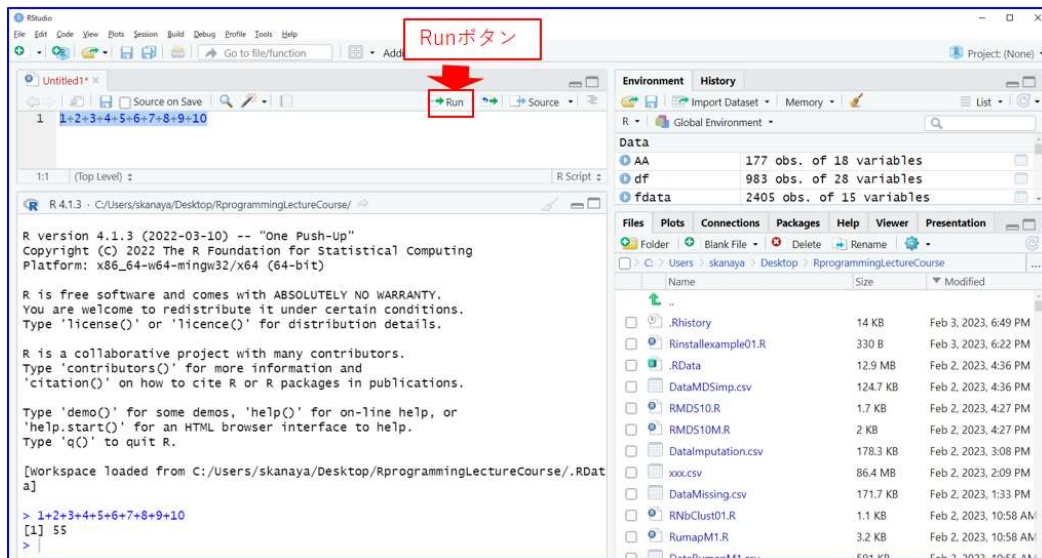 RStudio
File Edit Code View Plots Session Build Debug Profile Tools Help
Go to file/function
Addi
Project: (None)
Runボタン
Untitled1*
Source on Save
Run
Source
1 1+2+3+4+5+6+7+8+9+10
1:1 (Top Level) R Script
R 4.1.3 · C:/Users/skanaya/Desktop/RprogrammingLectureCourse/
R version 4.1.3 (2022-03-10) -- "One Push-Up"
Copyright (C) 2022 The R Foundation for Statistical Computing
Platform: x86_64-w64-mingw32/x64 (64-bit)
R is free software and comes with ABSOLUTELY NO WARRANTY.
You are welcome to redistribute it under certain conditions.
Type 'license()' or 'licence()' for distribution details.
R is a collaborative project with many contributors.
Type 'contributors()' for more information and
'citation()' on how to cite R or R packages in publications.
Type 'demo()' for some demos, 'help()' for on-line help, or
'help.start()' for an HTML browser interface to help.
Type 'q()' to quit R.
[Workspace loaded from C:/Users/skanaya/Desktop/RprogrammingLectureCourse/.RDat
a]
> 1+2+3+4+5+6+7+8+9+10
[1] 55
>
Environment History
Import Dataset Memory List
R Global Environment
Data
AA 177 obs. of 18 variables
df 983 obs. of 28 variables
fdata 2405 obs. of 15 variables
Files Plots Connections Packages Help Viewer Presentation
Folder Blank File Delete Rename
C: > Users > skanaya > Desktop > RprogrammingLectureCourse ...
Name Size Modified
..
.Rhistory 14 KB Feb 3, 2023, 6:49 PM
Rinstallexample01.R 330 B Feb 3, 2023, 6:22 PM
.RData 12.9 MB Feb 2, 2023, 4:36 PM
DataMDSimp.csv 124.7 KB Feb 2, 2023, 4:36 PM
RMDS10.R 1.7 KB Feb 2, 2023, 4:27 PM
RMDS10M.R 2 KB Feb 2, 2023, 4:27 PM
DataImputation.csv 178.3 KB Feb 2, 2023, 3:08 PM
xxx.csv 86.4 MB Feb 2, 2023, 2:09 PM
DataMissing.csv 171.7 KB Feb 2, 2023, 1:33 PM
RNbClust01.R 1.1 KB Feb 2, 2023, 10:58 AM
RumapM1.R 3.2 KB Feb 2, 2023, 10:58 AM